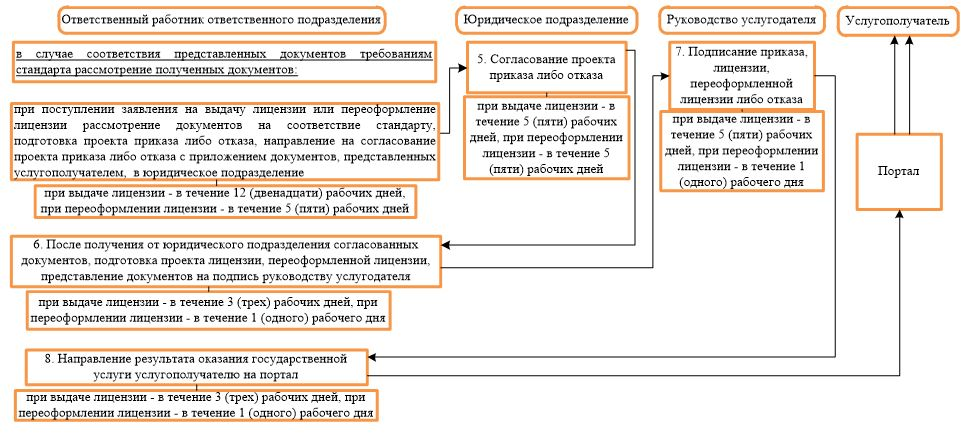 Ответственный работник ответственного подразделения
Юридическое подразделение
Руководство услугодателя
Услугополучатель
в случае соответствия представленных документов требованиям
стандарта рассмотрение полученных документов:
при поступлении заявления на выдачу лицензии или переоформление
лицензии рассмотрение документов на соответствие стандарту,
подготовка проекта приказа либо отказа, направление на согласование
проекта приказа либо отказа с приложением документов, представленных
услугополучателем, в юридическое подразделение
при выдаче лицензии - в течение 12 (двенадцати) рабочих дней,
при переоформлении лицензии - в течение 5 (пяти) рабочих дней
5. Согласование проекта
приказа либо отказа
при выдаче лицензии - в
течение 5 (пяти) рабочих
дней, при переоформлении
лицензии - в течение 5
(пяти) рабочих дней
7. Подписание приказа,
лицензии,
переоформленной
лицензии либо отказа
при выдаче лицензии - в
течение 5 (пяти) рабочих
дней, при переоформлении
лицензии - в течение 1
(одного) рабочего дня
Портал
6. После получения от юридического подразделения согласованных
документов, подготовка проекта лицензии, переоформленной лицензии,
представление документов на подпись руководству услугодателя
при выдаче лицензии - в течение 3 (трех) рабочих дней, при
переоформлении лицензии - в течение 1 (одного) рабочего дня
8. Направление результата оказания государственной
услуги услугополучателю на портал
при выдаче лицензии - в течение 3 (трех) рабочих дней, при
переоформлении лицензии - в течение 1 (одного) рабочего дня